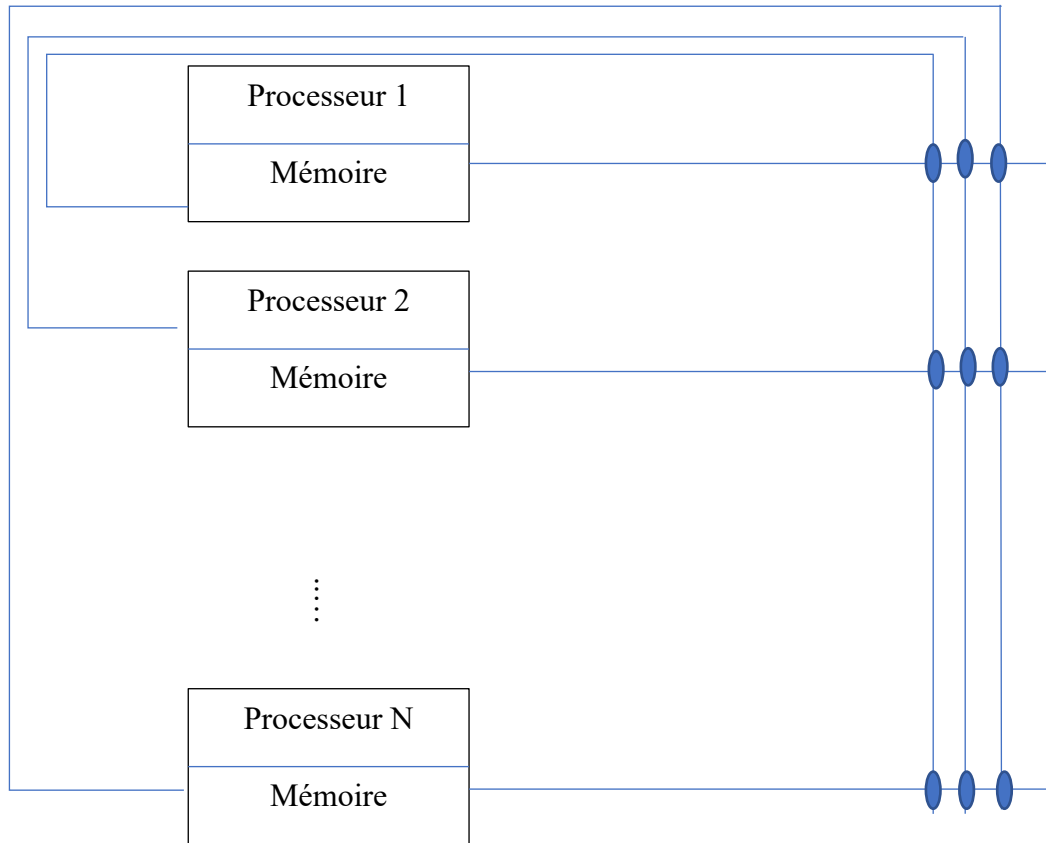 Processeur 1
Mémoire
Processeur 2
Mémoire
Processeur N
Mémoire